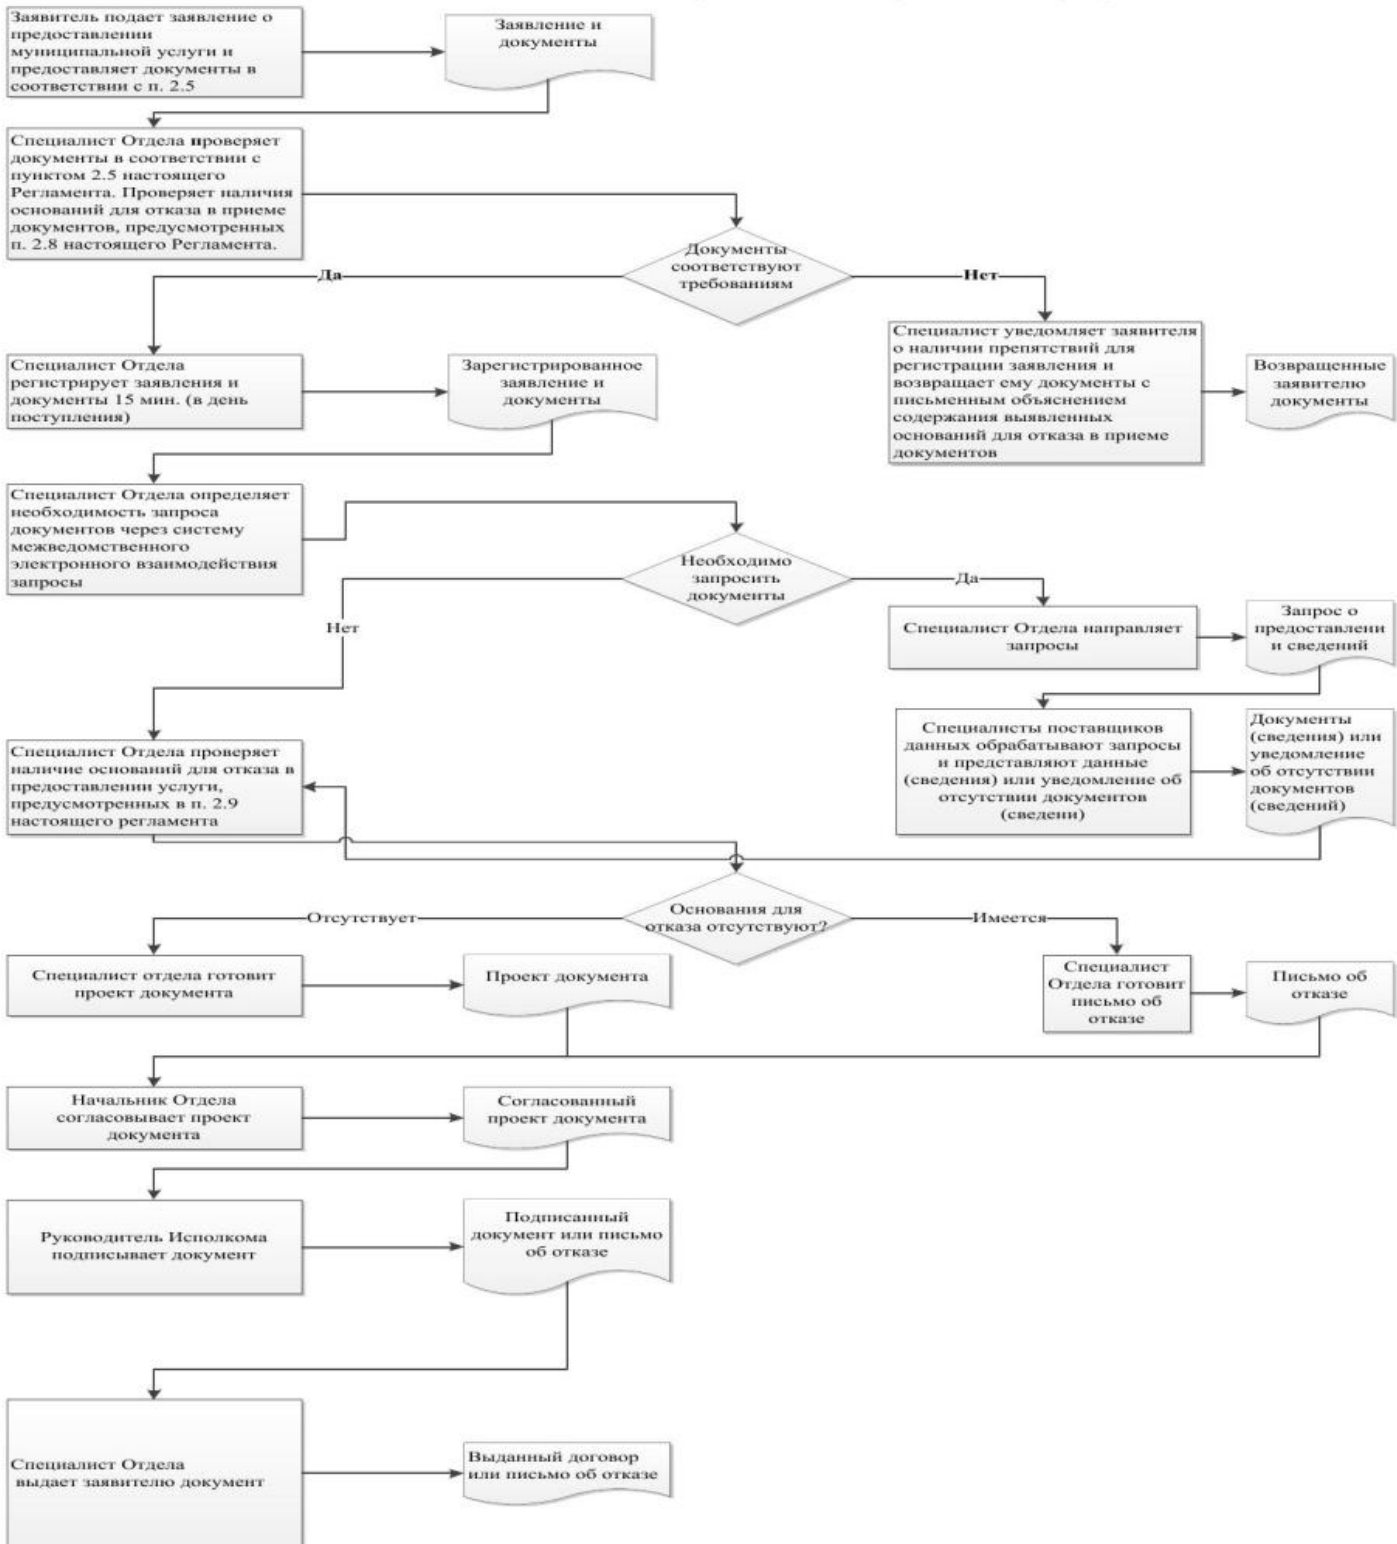 Заявитель подает заявление о
предоставлении
муниципальной услуги и
предоставляет документы в
соответствии с п. 2.5
Заявление и
документы
Специалист Отдела проверяет
документы в соответствии с
пунктом 2.5 настоящего
Регламента. Проверяет наличия
оснований для отказа в приеме
документов, предусмотренных
п. 2.8 настоящего Регламента.
Документы
соответствуют
требованиям
Да
Нет
Специалист Отдела
регистрирует заявления и
документы 15 мин. (в день
поступления)
Зарегистрированное
заявление и
документы
Специалист уведомляет заявителя
о наличии препятствий для
регистрации заявления и
возвращает ему документы с
письменным объяснением
содержания выявленных
оснований для отказа в приеме
документов
Возвращенные
заявителю
документы
Специалист Отдела определяет
необходимость запроса
документов через систему
межведомственного
электронного взаимодействия
запросы
Необходимо
запросить
документы
Да
Нет
Специалист Отдела направляет
запросы
Запрос о
предоставлени
и сведений
Специалисты поставщиков
данных обрабатывают запросы
и представляют данные
(сведения) или уведомление об
отсутствии документов
(сведени)
Документы
(сведения) или
уведомление
об отсутствии
документов
(сведений)
Специалист Отдела проверяет
наличие оснований для отказа в
предоставлении услуги,
предусмотренных в п. 2.9
настоящего регламента
Основания для
отказа отсутствуют?
Отсутствует
Имеется
Специалист отдела готовит
проект документа
Проект документа
Специалист
Отдела готовит
письмо об
отказе
Письмо об
отказе
Начальник Отдела
согласовывает проект
документа
Согласованный
проект документа
Руководитель Исполкома
подписывает документ
Подписанный
документ или письмо
об отказе
Специалист Отдела
выдает заявителю документ
Выданный договор
или письмо об отказе